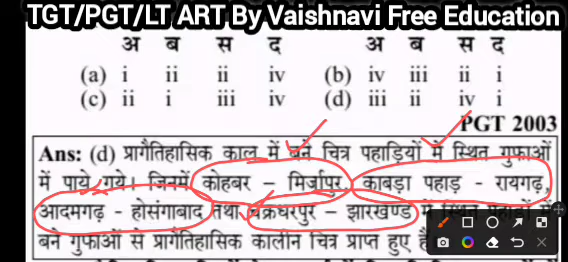 TGT/PGT/LT ART By Vaishnavi Free Education
अ ब स द अ ब स द
(a) i ii ii iv (b) iv iii ii i
(c) ii i iii iv (d) iii ii iv i
PGT 2003
Ans: (d) प्रागैतिहासिक काल में बने चित्र पहाड़ियों में स्थित गुफाओं
में पाये गये। जिनमें कोहबर – मिर्जापुर, काबड़ा पहाड़ - रायगढ़,
आदमगढ़ - होसंगाबाद तथा चक्रधरपुर – झारखण्ड में स्थित पहाड़ों में
बने गुफाओं से प्रागैतिहासिक कालीन चित्र प्राप्त हुए